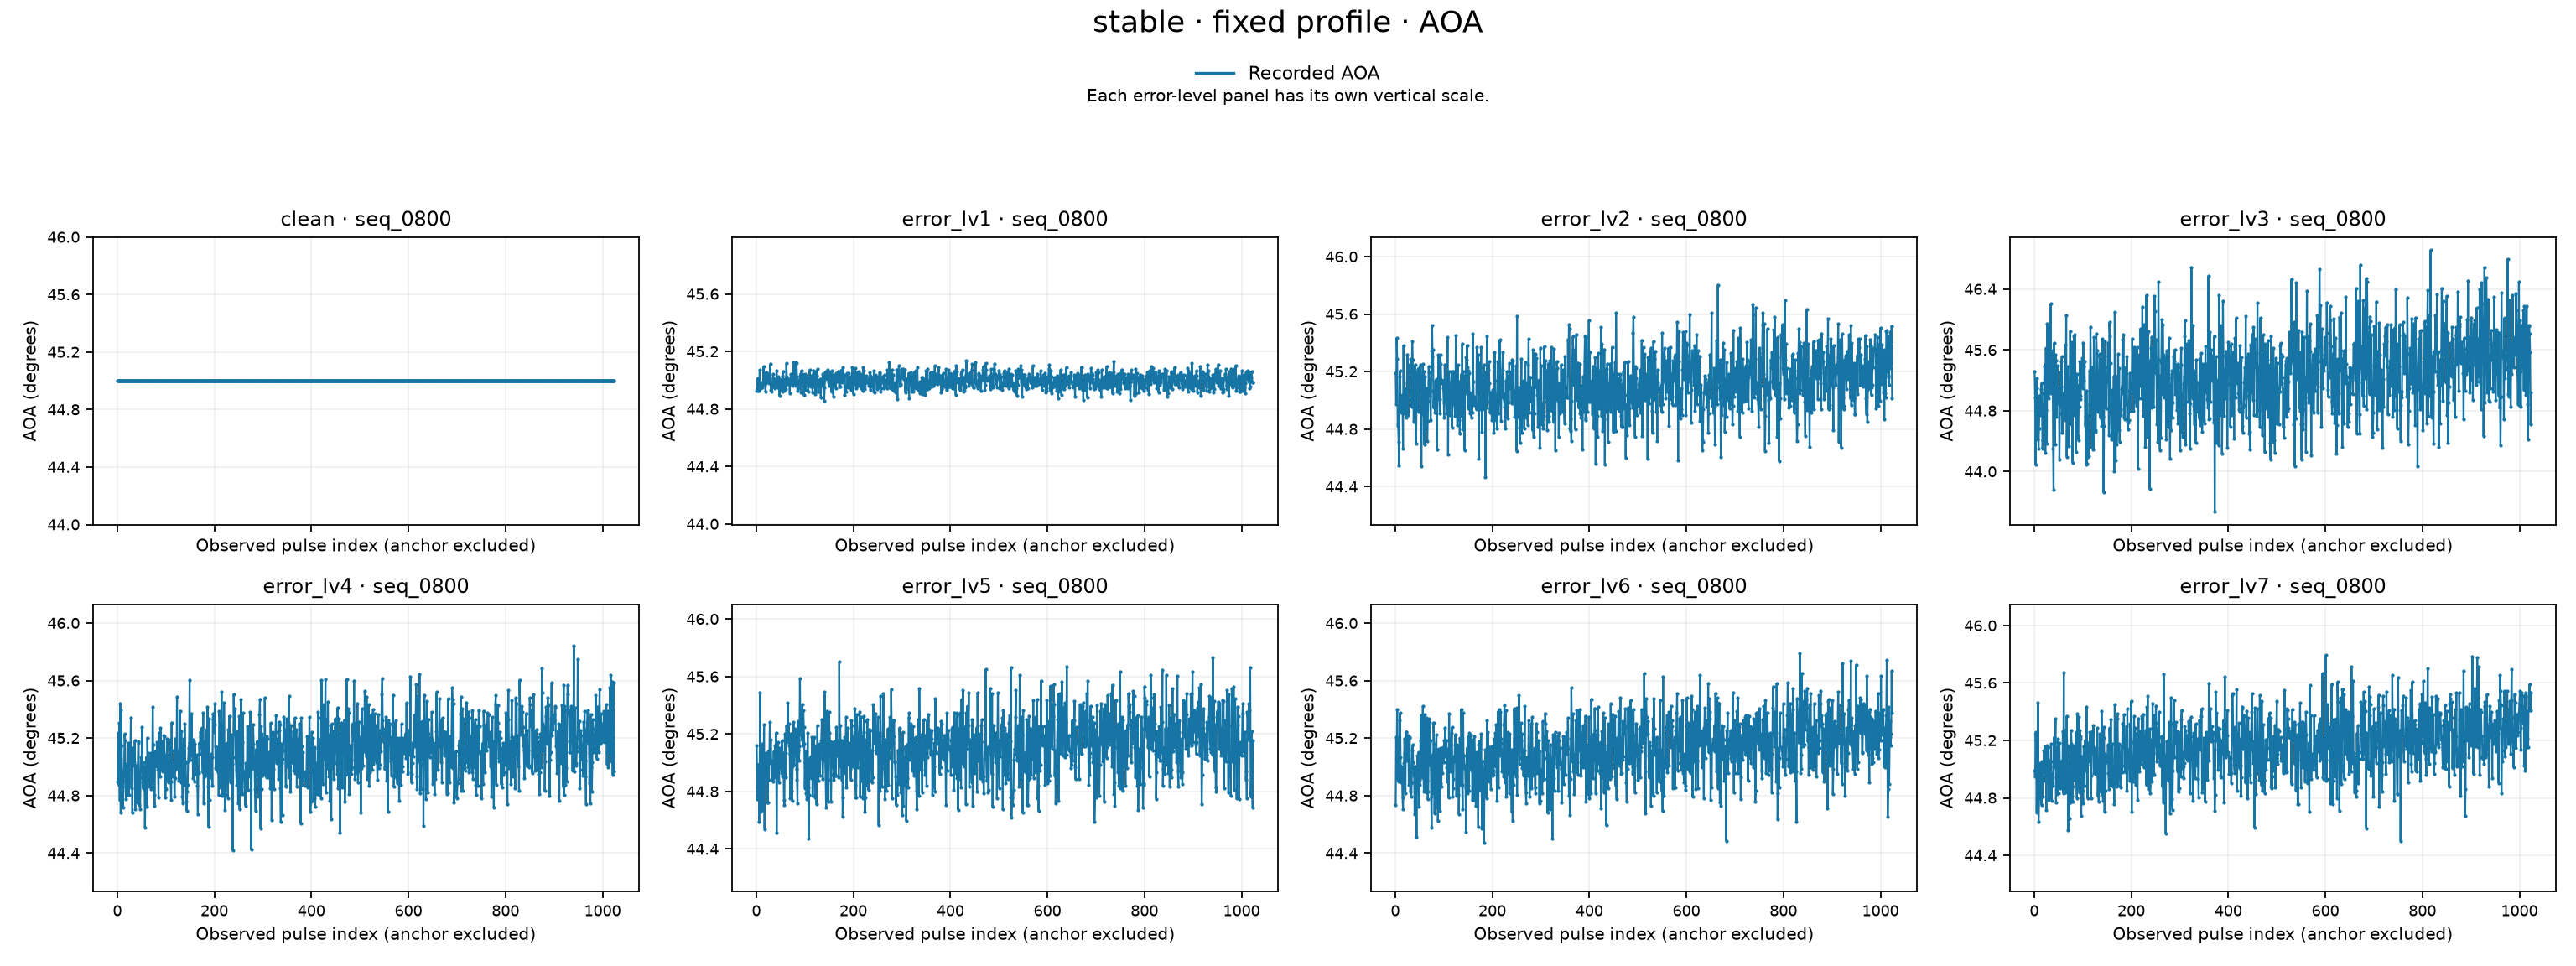 stable · fixed profile · AOA
Recorded AOA
Each error-level panel has its own vertical scale.
clean · seq_0800
error_lv1 · seq_0800
error_lv2 · seq_0800
error_lv3 · seq_0800
AOA (degrees)
46.0
45.6
45.2
44.8
44.4
44.0
Observed pulse index (anchor excluded)
AOA (degrees)
45.6
45.2
44.8
44.4
44.0
Observed pulse index (anchor excluded)
AOA (degrees)
46.0
45.6
45.2
44.8
44.4
Observed pulse index (anchor excluded)
AOA (degrees)
46.4
45.6
44.8
44.0
Observed pulse index (anchor excluded)
error_lv4 · seq_0800
error_lv5 · seq_0800
error_lv6 · seq_0800
error_lv7 · seq_0800
AOA (degrees)
46.0
45.6
45.2
44.8
44.4
0 200 400 600 800 1000
Observed pulse index (anchor excluded)
AOA (degrees)
46.0
45.6
45.2
44.8
44.4
0 200 400 600 800 1000
Observed pulse index (anchor excluded)
AOA (degrees)
46.0
45.6
45.2
44.8
44.4
0 200 400 600 800 1000
Observed pulse index (anchor excluded)
AOA (degrees)
46.0
45.6
45.2
44.8
44.4
0 200 400 600 800 1000
Observed pulse index (anchor excluded)